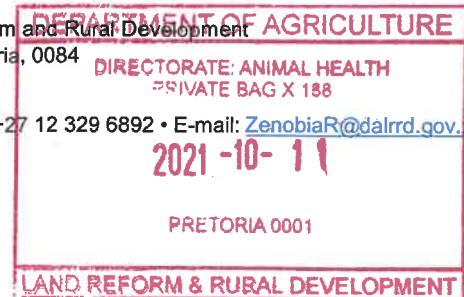 DEPARTMENT OF AGRICULTURE
m and Rural Development
ria, 0084
DIRECTORATE: ANIMAL HEALTH
PRIVATE BAG X 188
27 12 329 6892 • E-mail: ZenobiaR@dalrrd.gov.
2021 -10- 11
PRETORIA 0001
LAND REFORM & RURAL DEVELOPMENT